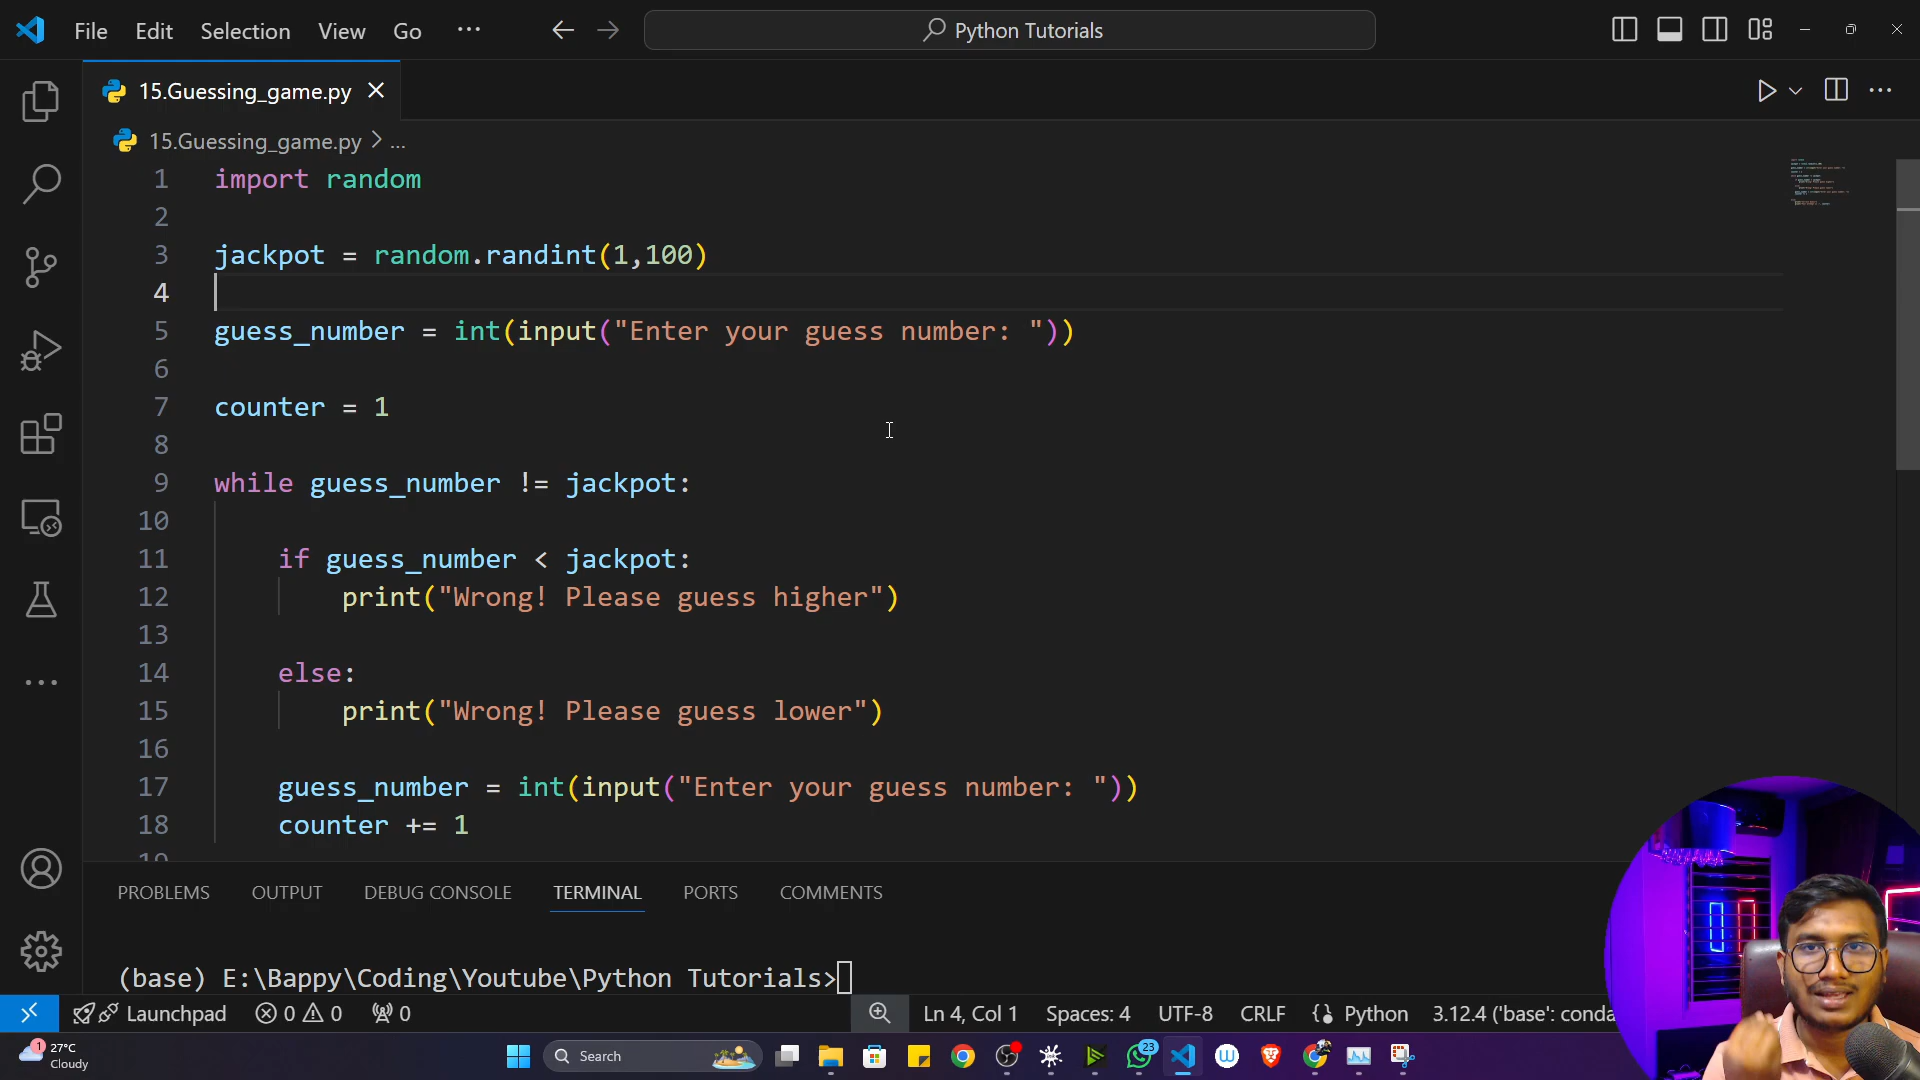 File Edit Selection View Go ... Python Tutorials
15.Guessing_game.py
15.Guessing_game.py > ...
1 import random
2
3 jackpot = random.randint(1,100)
4
5 guess_number = int(input("Enter your guess number: "))
6
7 counter = 1
8
9 while guess_number != jackpot:
10
11 if guess_number < jackpot:
12 print("Wrong! Please guess higher")
13
14 else:
15 print("Wrong! Please guess lower")
16
17 guess_number = int(input("Enter your guess number: "))
18 counter += 1
19
PROBLEMS OUTPUT DEBUG CONSOLE TERMINAL PORTS COMMENTS
(base) E:\Bappy\Coding\Youtube\Python Tutorials>
Launchpad 0 0 0 Ln 4, Col 1 Spaces: 4 UTF-8 CRLF Python 3.12.4 ('base': conda
1 27°C
Cloudy
Search 23